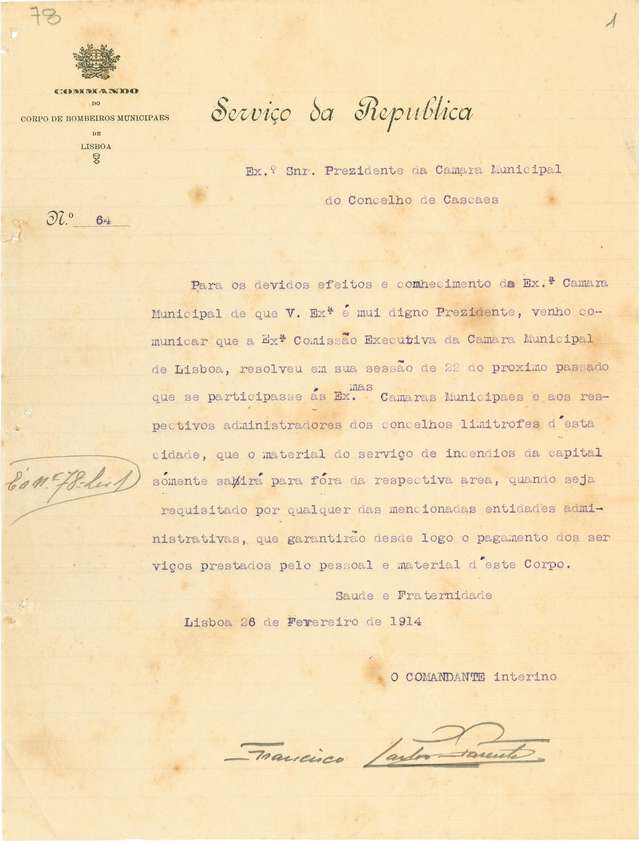 78
1
COMMANDO
DO
CORPO DE BOMBEIROS MUNICIPAES
DE
LISBOA
Serviço da Republica
Ex.º Snr. Prezidente da Camara Municipal
do Concelho de Cascaes
N.º 64
Para os devidos efeitos e conhecimento da Ex.ª Camara
Municipal de que V. Exª é mui digno Prezidente, venho co-
municar que a Exª Comissão Executiva da Camara Municipal
de Lisboa, resolveu em sua sessão de 22 do proximo passado
que se participasse ás Ex.mas Camaras Municipaes e aos res-
pectivos administradores dos concelhos limitrofes d'esta
cidade, que o material do serviço de incendios da capital
sómente sahirá para fóra da respectiva area, quando seja
requisitado por qualquer das mencionadas entidades admi-
nistrativas, que garantirão desde logo o pagamento dos ser
viços prestados pelo pessoal e material d'este Corpo.
É o nº 78
Saude e Fraternidade
Lisboa 26 de Fevereiro de 1914
O COMANDANTE interino
Francisco Carlos Parente